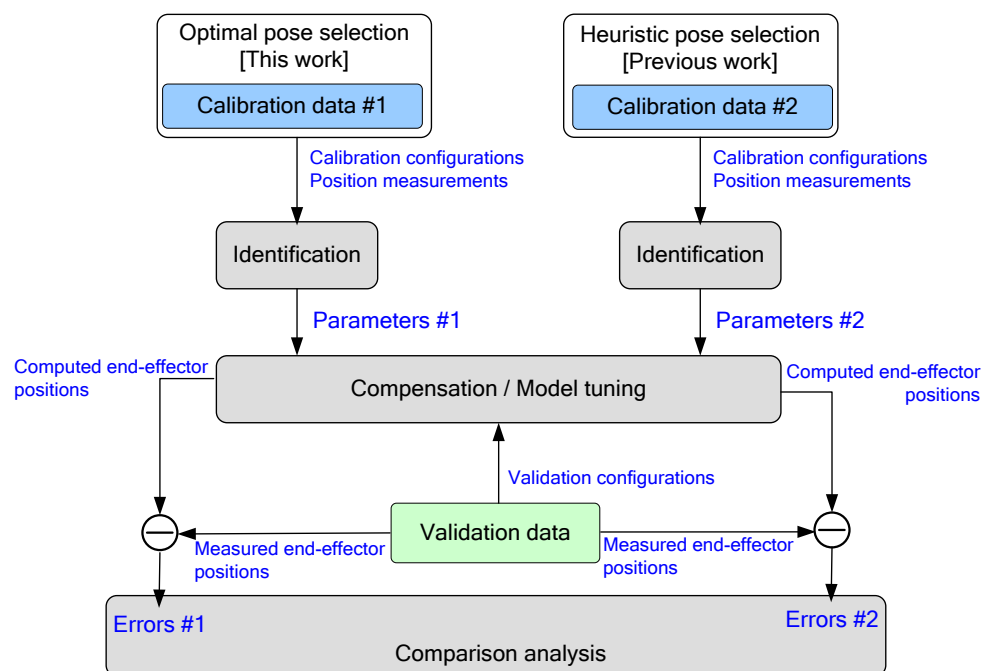 Optimal pose selection
[This work]
Calibration data #1
Heuristic pose selection
[Previous work]
Calibration data #2
Calibration configurations
Position measurements
Calibration configurations
Position measurements
Identification
Identification
Parameters #1
Parameters #2
Computed end-effector
positions
Compensation / Model tuning
Computed end-effector
positions
Validation configurations
Validation data
Measured end-effector
positions
Measured end-effector
positions
Errors #1
Errors #2
Comparison analysis